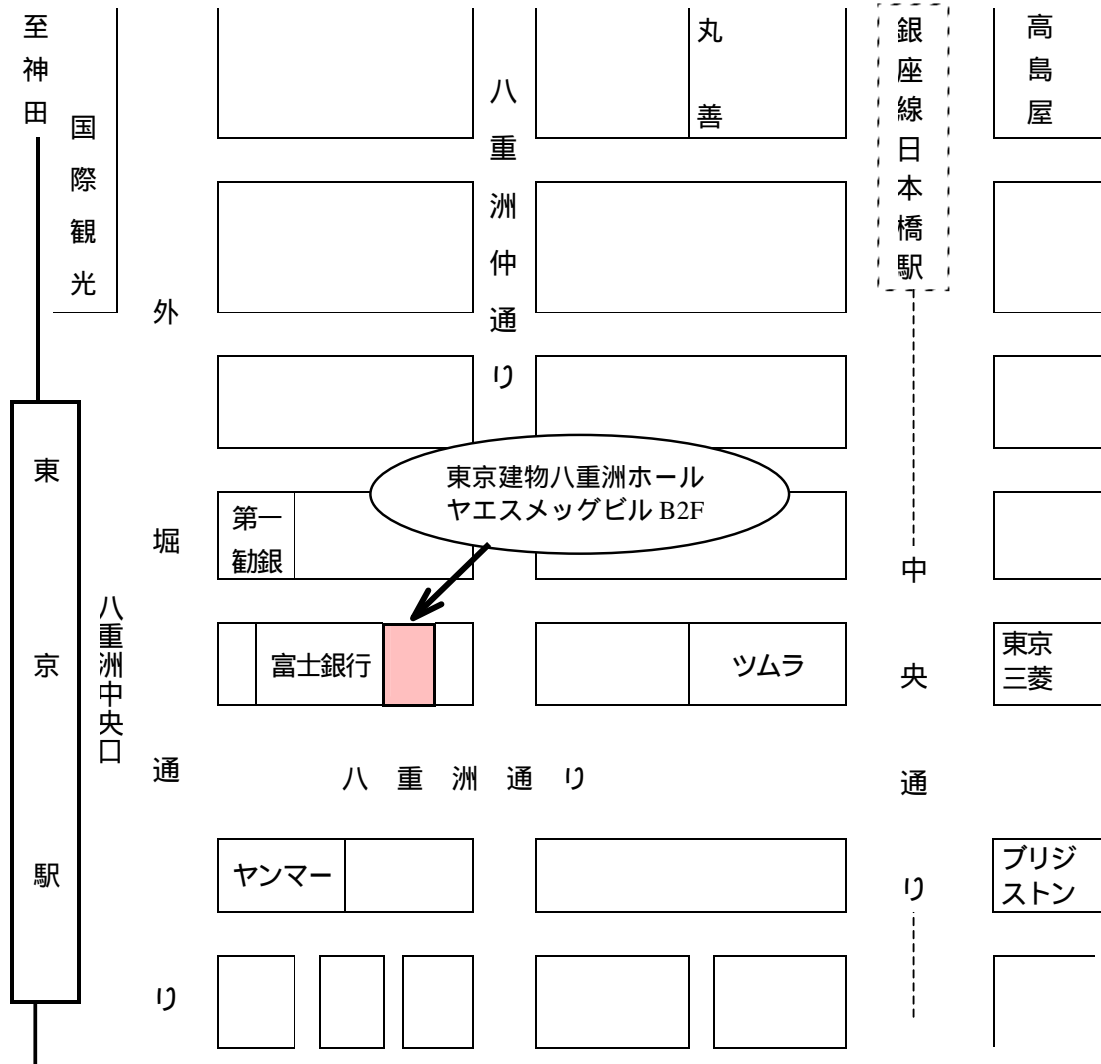 至神田
国際観光
八重洲仲通り
丸善
銀座線日本橋駅
高島屋
外堀通り
東京駅
八重洲中央口
東京建物八重洲ホール
ヤエスメッグビル B2F
第一
勧銀
富士銀行
ツムラ
中央通り
東京
三菱
八重洲通り
ヤンマー
ブリジ
ストン